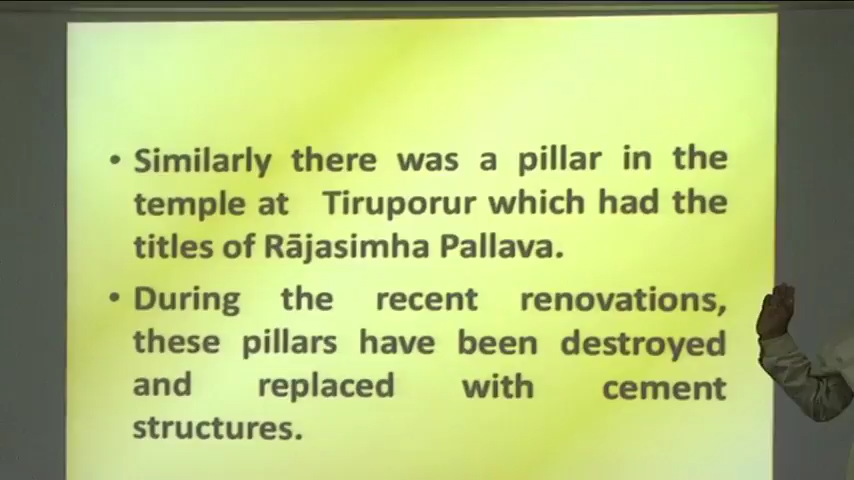 • Similarly there was a pillar in the
temple at Tiruporur which had the
titles of Rājasimha Pallava.
• During the recent renovations,
these pillars have been destroyed
and replaced with cement
structures.